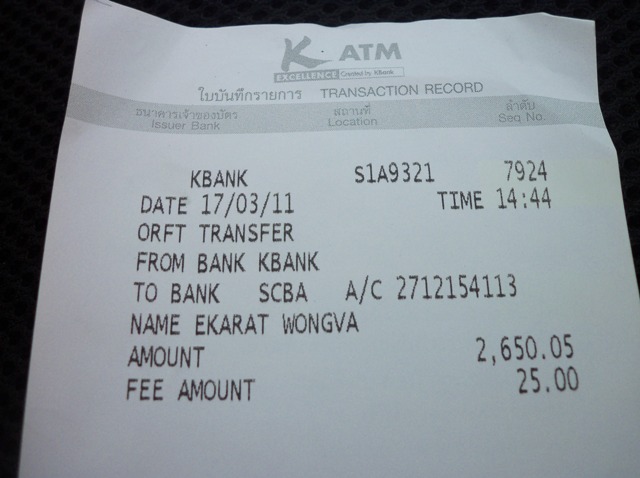 K ATM
EXCELLENCE Created by KBank
ใบบันทึกรายการ TRANSACTION RECORD
ธนาคารเจ้าของบัตร สถานที่ ลำดับ
Issuer Bank Location Seq No.
KBANK S1A9321 7924
DATE 17/03/11 TIME 14:44
ORFT TRANSFER
FROM BANK KBANK
TO BANK SCBA A/C 2712154113
NAME EKARAT WONGVA
AMOUNT 2,650.05
FEE AMOUNT 25.00